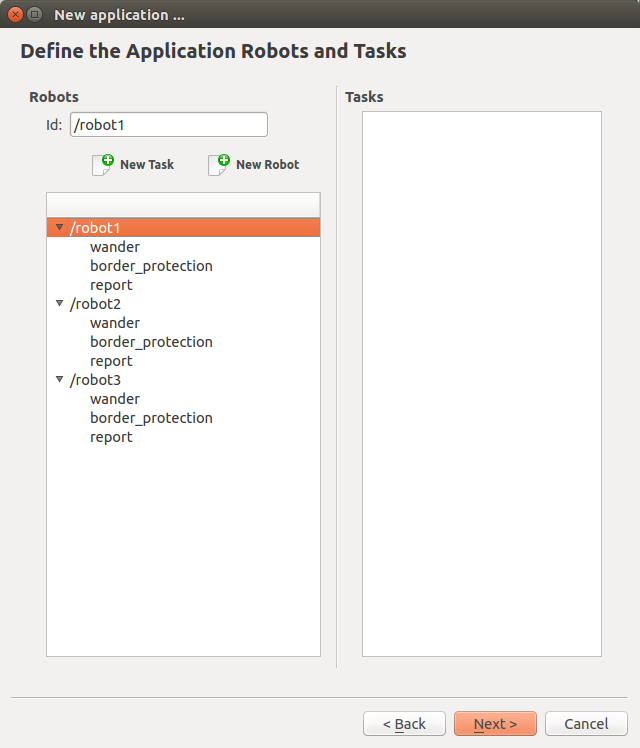 New application ...
Define the Application Robots and Tasks
Robots
Id: /robot1
New Task New Robot
/robot1
wander
border_protection
report
/robot2
wander
border_protection
report
/robot3
wander
border_protection
report
Tasks
< Back Next > Cancel